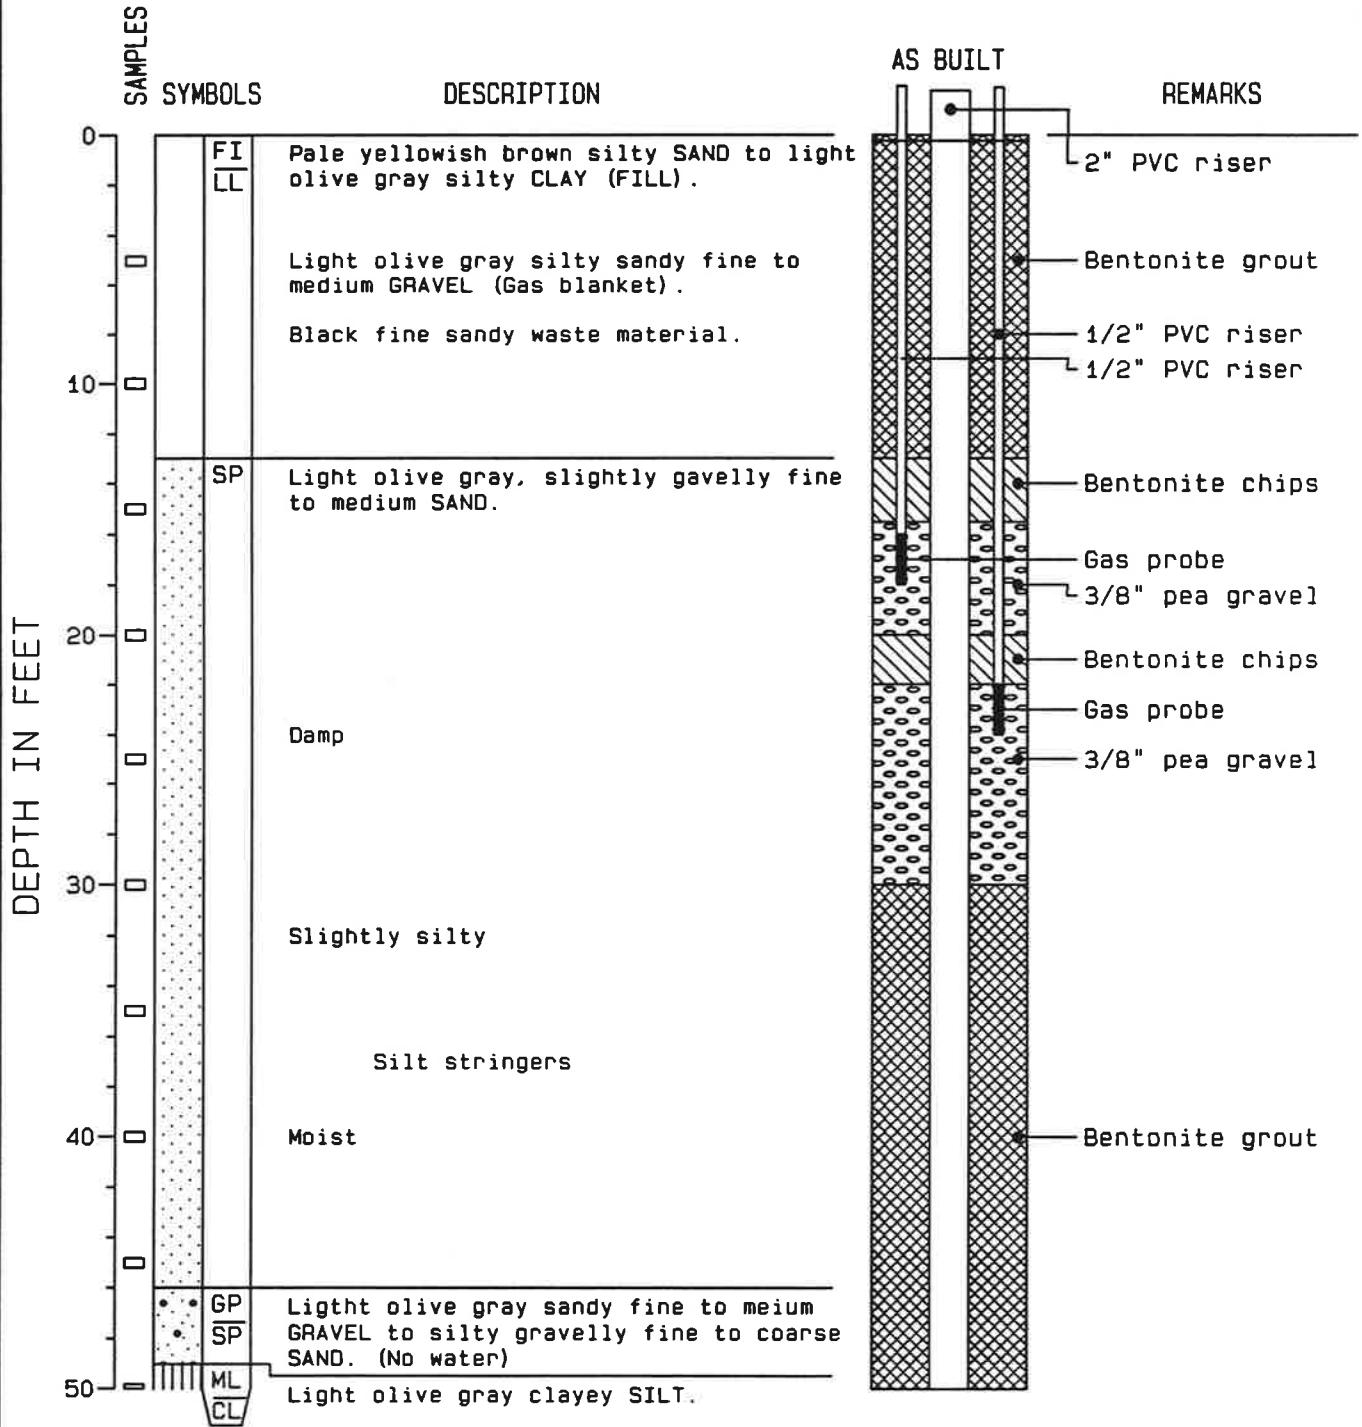 SAMPLES
SYMBOLS
DESCRIPTION
AS BUILT
REMARKS
DEPTH IN FEET
0
FI
LL
Pale yellowish brown silty SAND to light
olive gray silty CLAY (FILL).
2" PVC riser
Light olive gray silty sandy fine to
medium GRAVEL (Gas blanket).
Bentonite grout
Black fine sandy waste material.
1/2" PVC riser
1/2" PVC riser
10
SP
Light olive gray, slightly gavelly fine
to medium SAND.
Bentonite chips
Gas probe
3/8" pea gravel
20
Bentonite chips
Gas probe
Damp
3/8" pea gravel
30
Slightly silty
Silt stringers
40
Moist
Bentonite grout
GP
SP
Ligtht olive gray sandy fine to meium
GRAVEL to silty gravelly fine to coarse
SAND. (No water)
50
ML
CL
Light olive gray clayey SILT.